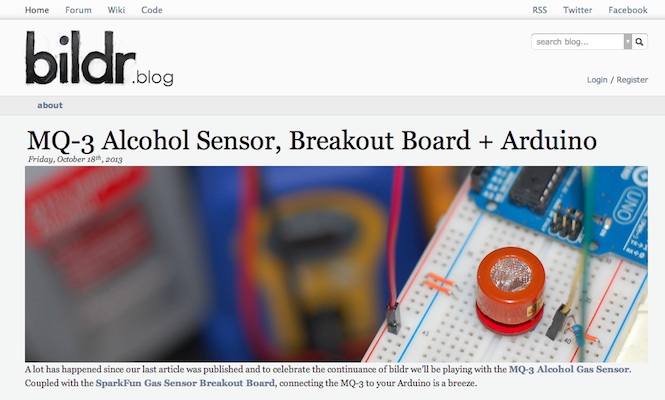 Home Forum Wiki Code RSS Twitter Facebook
search blog...
bildr.blog
Login / Register
about
MQ-3 Alcohol Sensor, Breakout Board + Arduino
Friday, October 18th, 2013
UNO
A lot has happened since our last article was published and to celebrate the continuance of bildr we'll be playing with the MQ-3 Alcohol Gas Sensor.
Coupled with the SparkFun Gas Sensor Breakout Board, connecting the MQ-3 to your Arduino is a breeze.